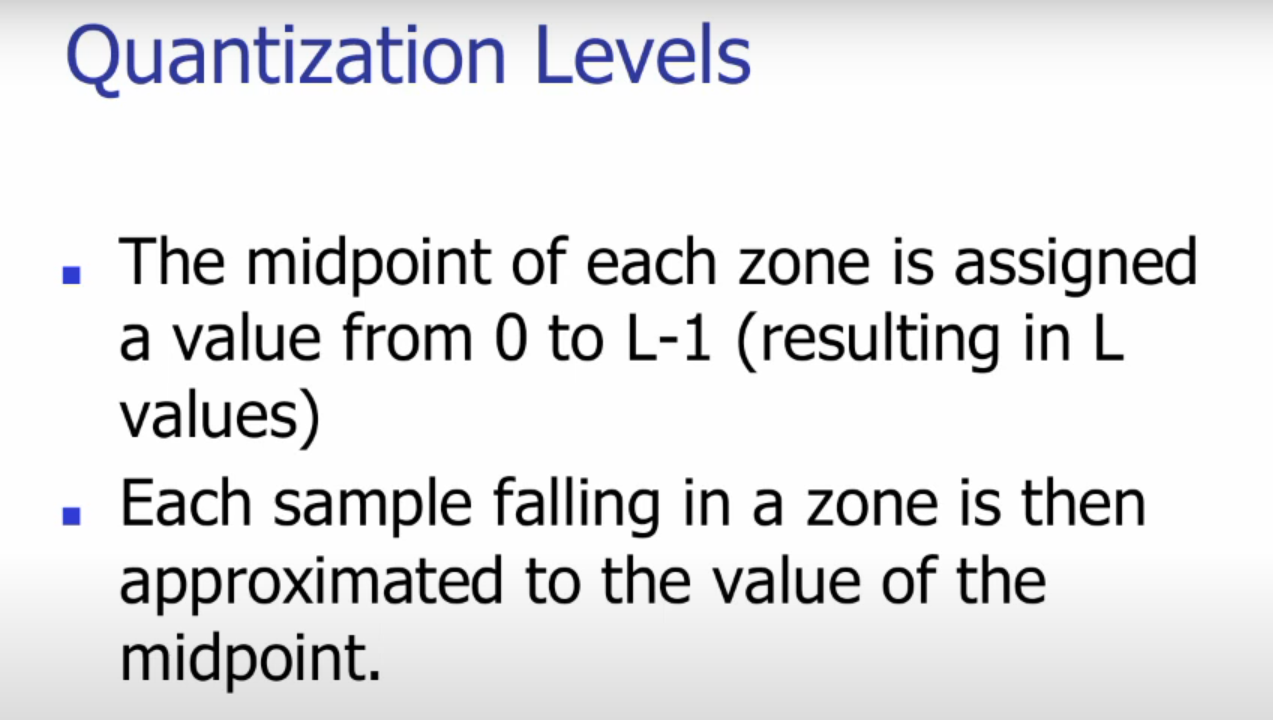 Quantization Levels
The midpoint of each zone is assigned
a value from 0 to L-1 (resulting in L
values)
Each sample falling in a zone is then
approximated to the value of the
midpoint.